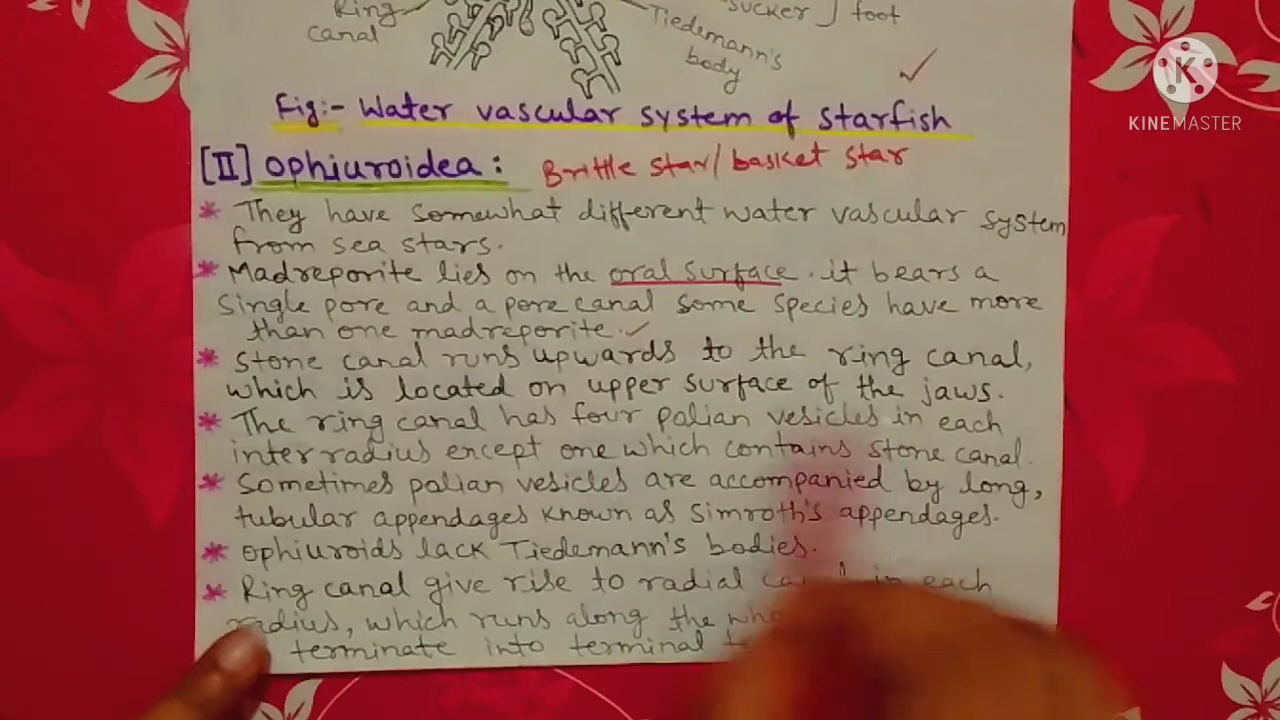 Ring
canal
sucker
foot
Tiedemann's
body
KINEMASTER
Fig:- Water vascular system of starfish
[II] Ophiuroidea: Brittle star/basket star
* They have somewhat different water vascular system
from sea stars.
* Madreporite lies on the oral surface. it bears a
single pore and a pore canal some species have more
than one madreporite.
* Stone canal runs upwards to the ring canal,
which is located on upper surface of the jaws.
* The ring canal has four polian vesicles in each
interradius except one which contains stone canal.
* Sometimes polian vesicles are accompanied by long,
tubular appendages known as Simroth's appendages.
* Ophiuroids lack Tiedemann's bodies.
* Ring canal give rise to radial in each
radius, which runs along the
terminate into terminal